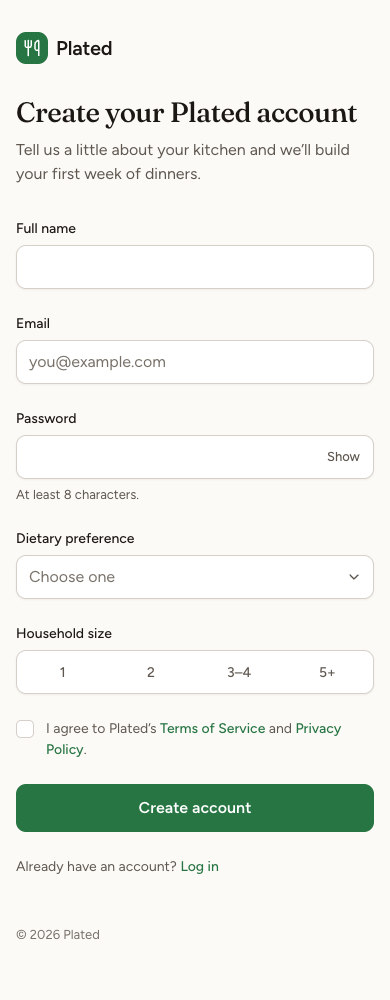 Plated
Create your Plated account
Tell us a little about your kitchen and we’ll build
your first week of dinners.
Full name
Email
you@example.com
Password
Show
At least 8 characters.
Dietary preference
Choose one
Household size
1 2 3–4 5+
I agree to Plated’s Terms of Service and Privacy
Policy.
Create account
Already have an account? Log in
© 2026 Plated